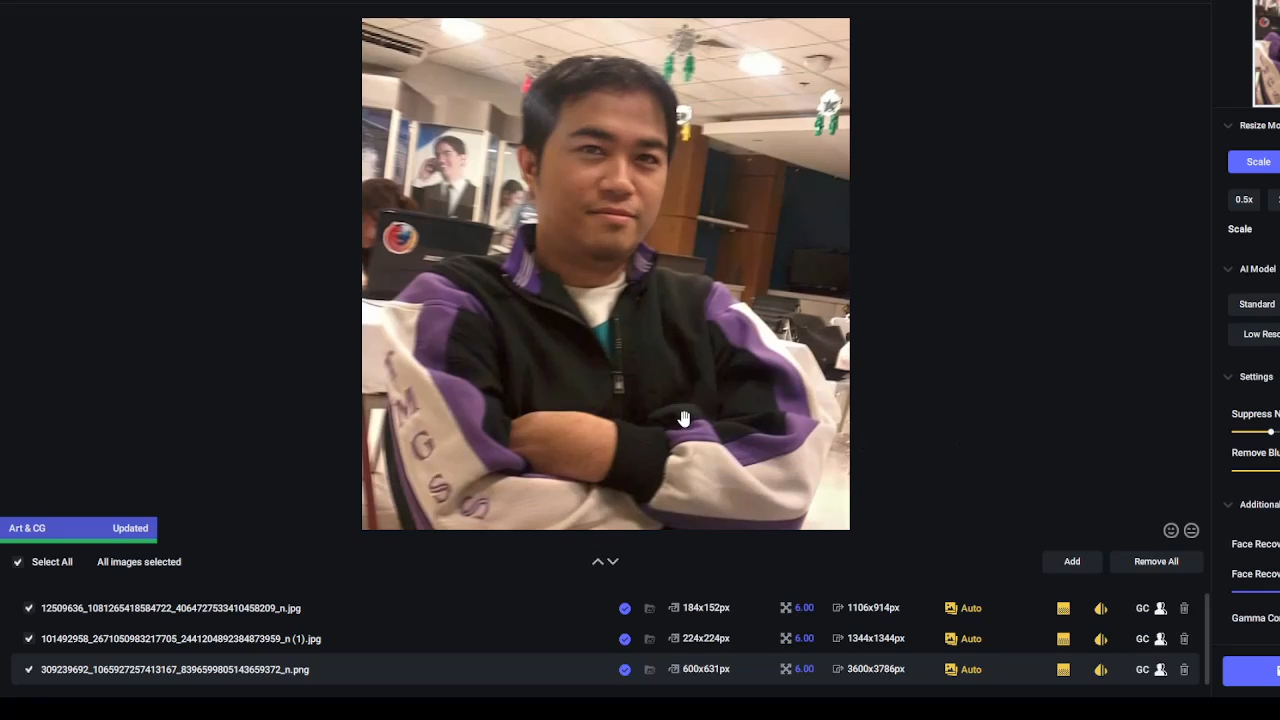 Resize Mo
Scale
0.5x
Scale
AI Model
Standard
Low Reso
Settings
Suppress N
Remove Blu
Additional
Face Recov
Face Recov
Gamma Cor
M
G
S
S
Art & CG Updated
Select All All images selected Add Remove All
12509636_1081265418584722_4064727533410458209_n.jpg 184x152px 6.00 1106x914px Auto GC
101492958_2671050983217705_2441204892384873959_n (1).jpg 224x224px 6.00 1344x1344px Auto GC
309239692_1065927257413167_8396599805143659372_n.png 600x631px 6.00 3600x3786px Auto GC